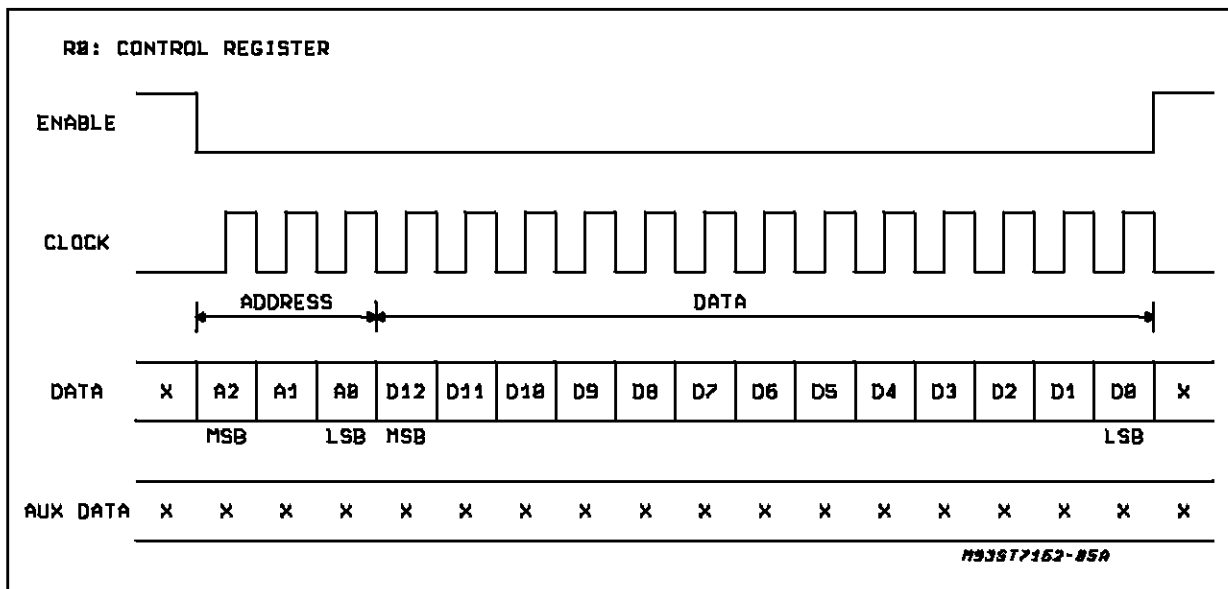 R0: CONTROL REGISTER
ENABLE
CLOCK
ADDRESS DATA
DATA X A2 A1 A0 D12 D11 D10 D9 D8 D7 D6 D5 D4 D3 D2 D1 D0 X
MSB LSB MSB LSB
AUX DATA X X X X X X X X X X X X X X X X X X
M93ST7162-05A